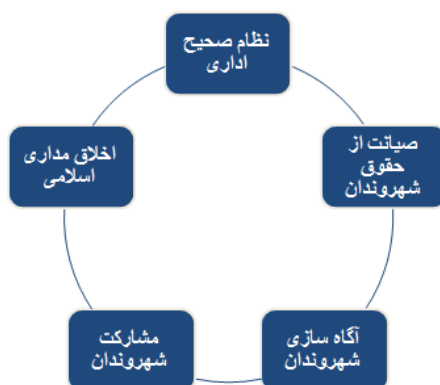 نظام صحیح
اداری
صیانت از
حقوق
شهروندان
آگاه سازی
شهروندان
مشارکت
شهروندان
اخلاق مداری
اسلامی